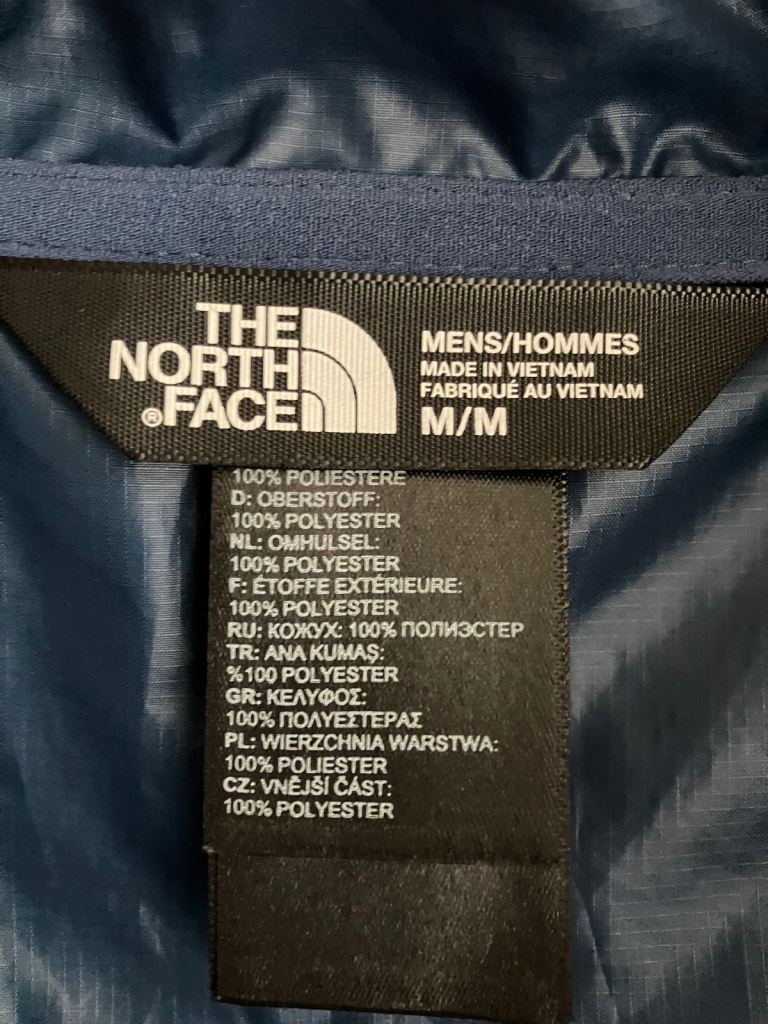 THE
NORTH
®FACE
MENS/HOMMES
MADE IN VIETNAM
FABRIQUÉ AU VIETNAM
M/M
100% POLIESTERE
D: OBERSTOFF:
100% POLYESTER
NL: OMHULSEL:
100% POLYESTER
F: ÉTOFFE EXTÉRIEURE:
100% POLYESTER
RU: КОЖУХ: 100% ПОЛИЭСТЕР
TR: ANA KUMAŞ:
%100 POLYESTER
GR: ΚΕΛΥΦΟΣ:
100% ΠΟΛΥΕΣΤΕΡΑΣ
PL: WIERZCHNIA WARSTWA:
100% POLIESTER
CZ: VNĚJŠÍ ČÁST:
100% POLYESTER